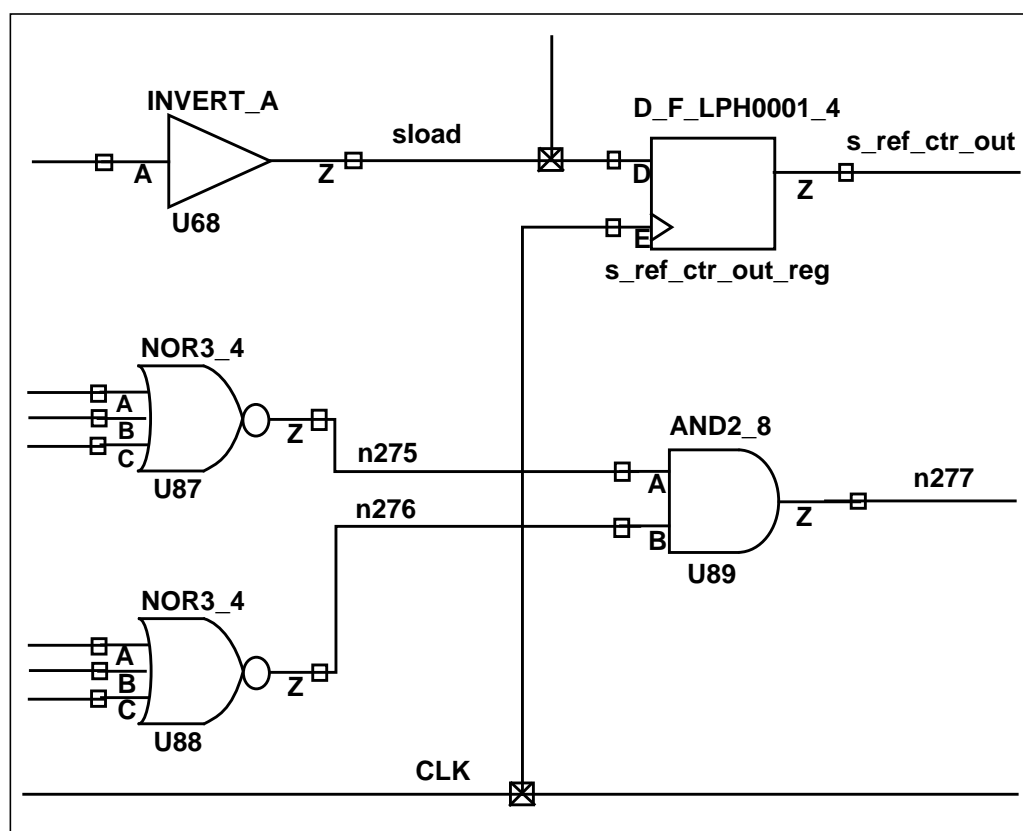 INVERT_A
D_F_LPH0001_4
sload
s_ref_ctr_out
A
Z
D
Z
U68
E
s_ref_ctr_out_reg
NOR3_4
A
B
C
Z
AND2_8
n275
n277
A
U87
n276
Z
B
U89
NOR3_4
A
B
C
Z
U88
CLK